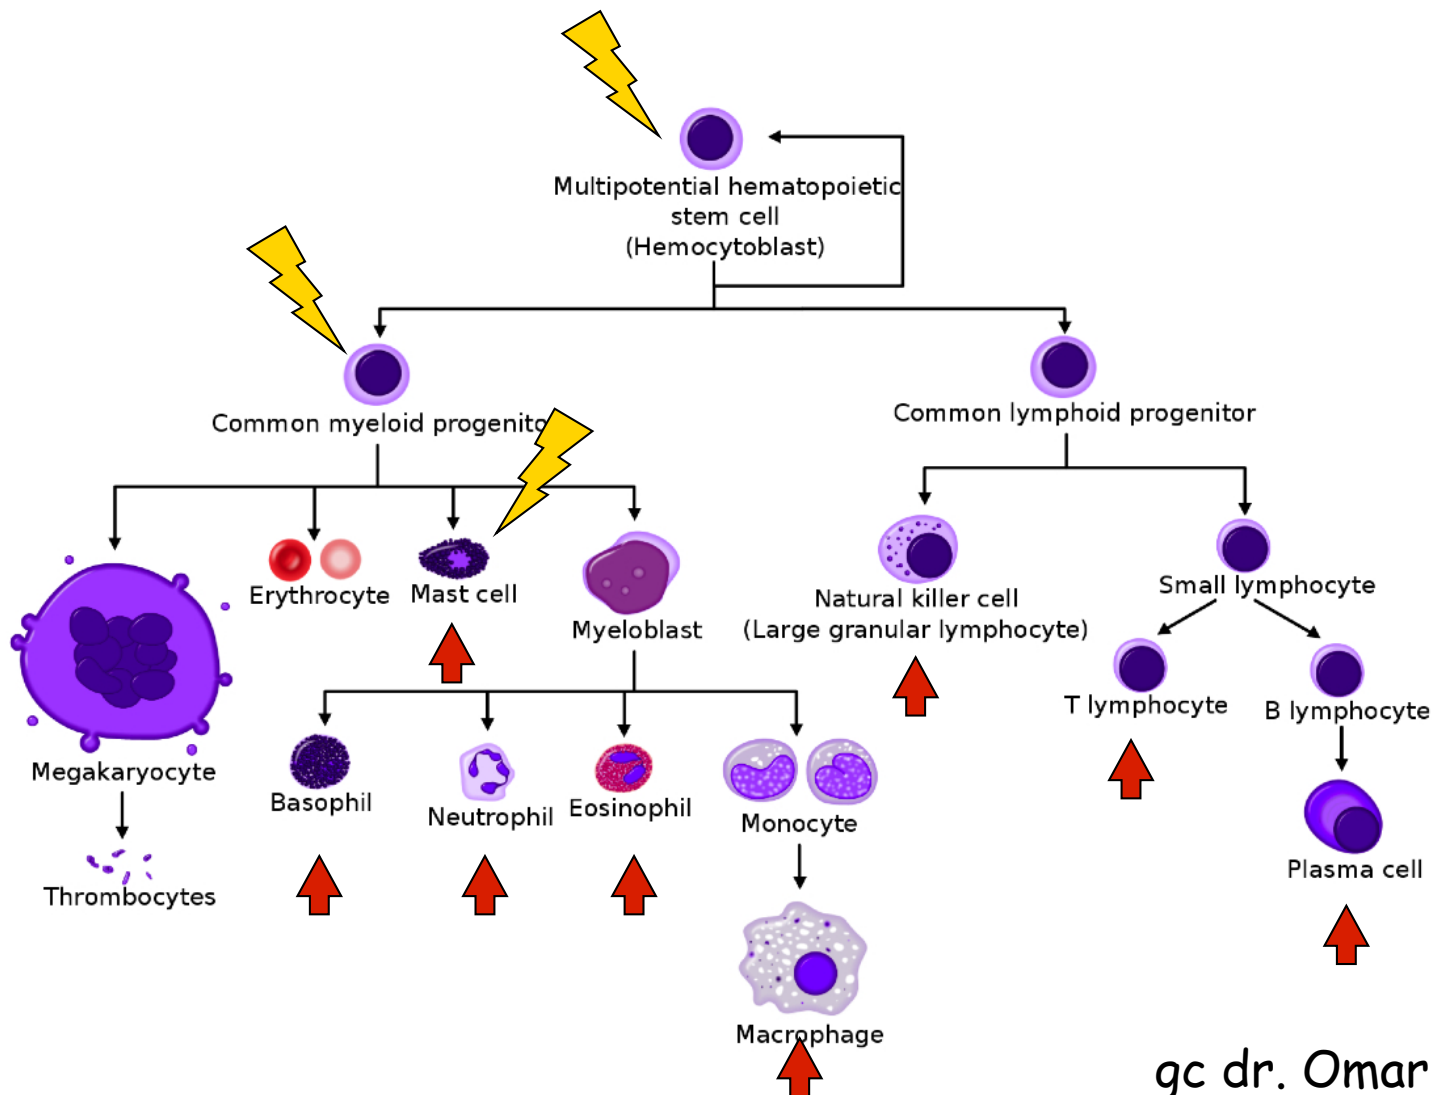 Multipotential hematopoietic
stem cell
(Hemocytoblast)
Common myeloid progenito
Common lymphoid progenitor
Erythrocyte
Mast cell
Myeloblast
Natural killer cell
(Large granular lymphocyte)
Small lymphocyte
T lymphocyte
B lymphocyte
Megakaryocyte
Basophil
Neutrophil
Eosinophil
Monocyte
Plasma cell
Thrombocytes
Macrophage
gc dr. Omar